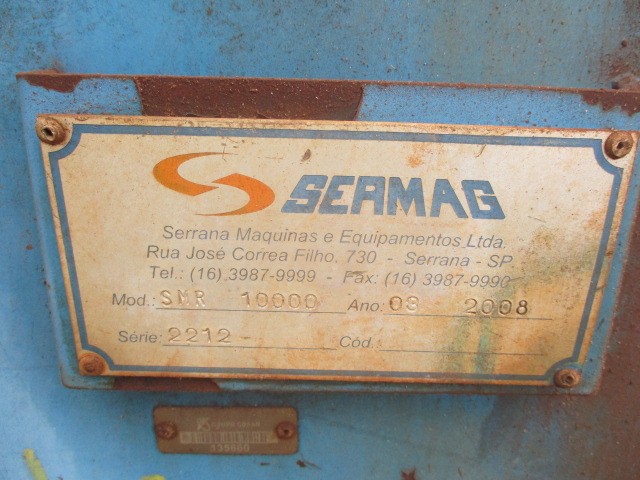 SERMAG
Serrana Maquinas e Equipamentos Ltda.
Rua José Correa Filho, 730 - Serrana - SP
Tel.: (16) 3987-9999 - Fax: (16) 3987-9990
Mod.: SMR 10000 Ano: 03 2008
Série: 2212 Cód.